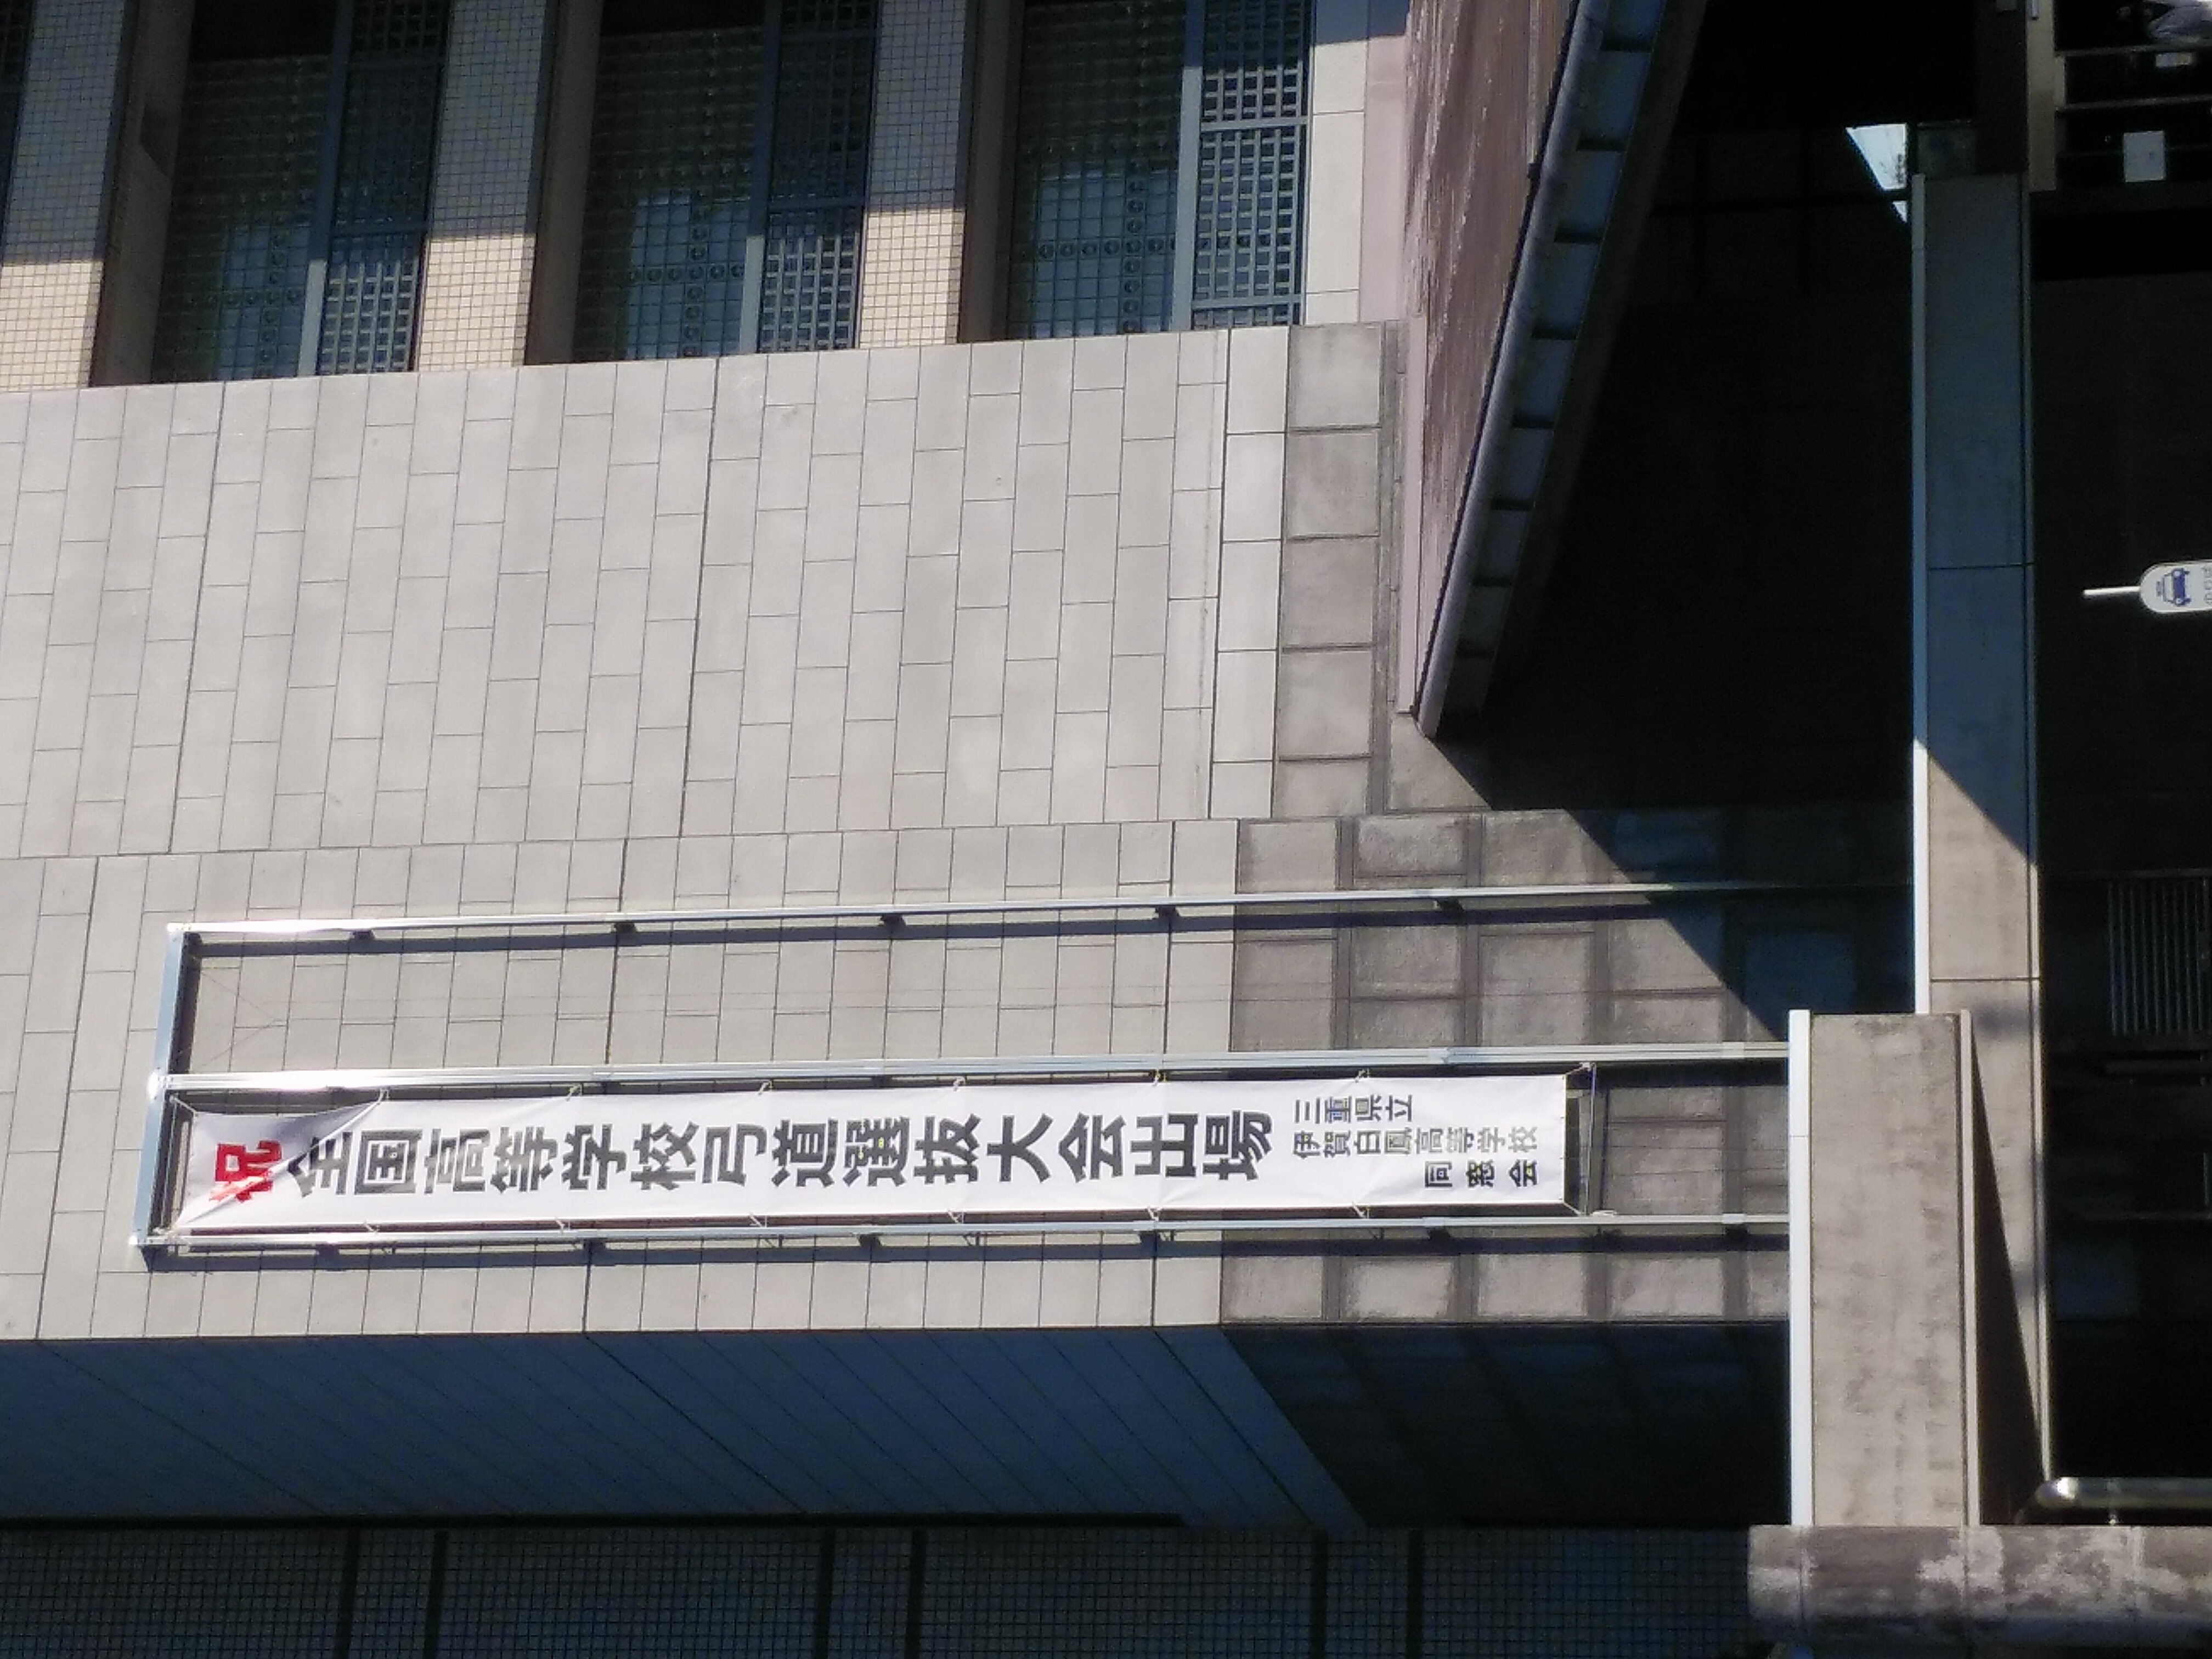 祝 全国高等学校弓道選抜大会出場
三重県立
伊賀白鳳高等学校
同窓会